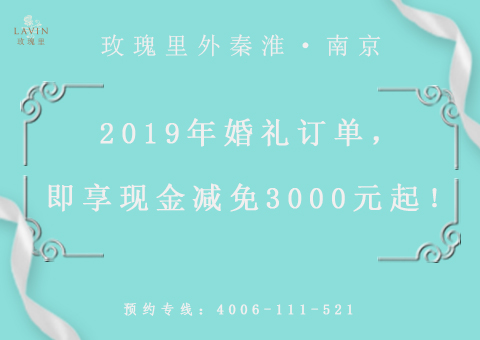 LAVIN
玫瑰里
玫瑰里外秦淮·南京
2019年婚礼订单，
即享现金减免3000元起！
预约专线：4006-111-521